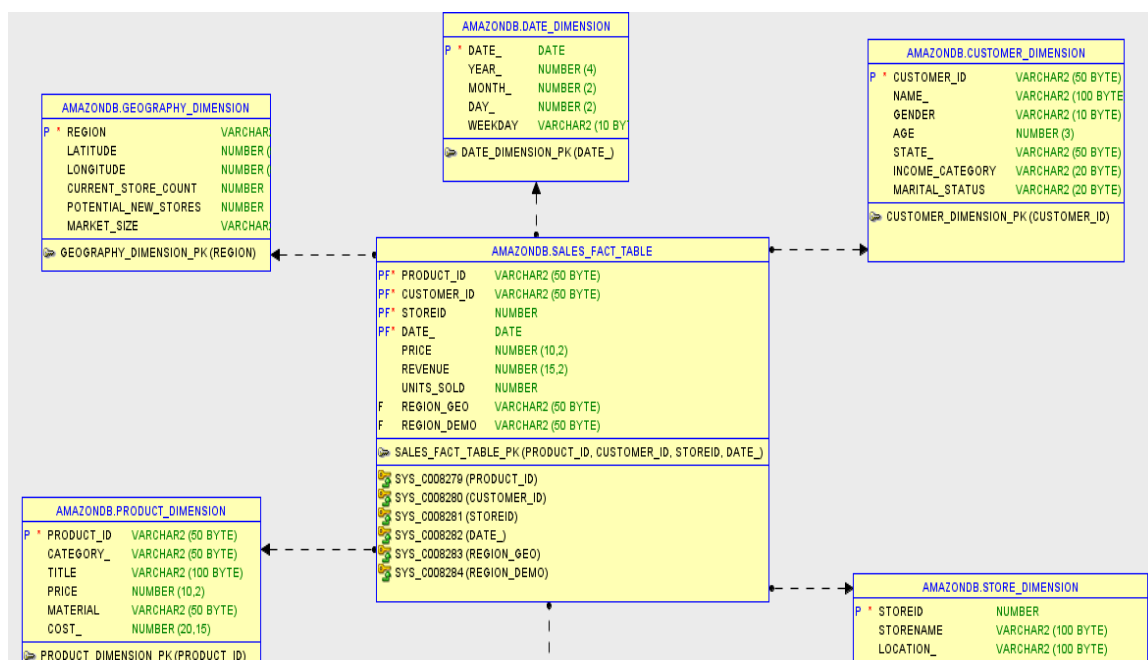 AMAZONDB.DATE_DIMENSION
P * DATE_ DATE
YEAR_ NUMBER (4)
MONTH_ NUMBER (2)
DAY_ NUMBER (2)
WEEKDAY VARCHAR2 (10 BY
DATE_DIMENSION_PK (DATE_)
AMAZONDB.CUSTOMER_DIMENSION
P * CUSTOMER_ID VARCHAR2 (50 BYTE)
NAME_ VARCHAR2 (100 BYTE
GENDER VARCHAR2 (10 BYTE)
AGE NUMBER (3)
STATE_ VARCHAR2 (50 BYTE)
INCOME_CATEGORY VARCHAR2 (20 BYTE)
MARITAL_STATUS VARCHAR2 (20 BYTE)
CUSTOMER_DIMENSION_PK (CUSTOMER_ID)
AMAZONDB.GEOGRAPHY_DIMENSION
P * REGION VARCHAR
LATITUDE NUMBER (
LONGITUDE NUMBER (
CURRENT_STORE_COUNT NUMBER
POTENTIAL_NEW_STORES NUMBER
MARKET_SIZE VARCHAR
GEOGRAPHY_DIMENSION_PK (REGION)
AMAZONDB.SALES_FACT_TABLE
PF* PRODUCT_ID VARCHAR2 (50 BYTE)
PF* CUSTOMER_ID VARCHAR2 (50 BYTE)
PF* STOREID NUMBER
PF* DATE_ DATE
PRICE NUMBER (10,2)
REVENUE NUMBER (15,2)
UNITS_SOLD NUMBER
F REGION_GEO VARCHAR2 (50 BYTE)
F REGION_DEMO VARCHAR2 (50 BYTE)
SALES_FACT_TABLE_PK (PRODUCT_ID, CUSTOMER_ID, STOREID, DATE_)
SYS_C008279 (PRODUCT_ID)
SYS_C008280 (CUSTOMER_ID)
SYS_C008281 (STOREID)
SYS_C008282 (DATE_)
SYS_C008283 (REGION_GEO)
SYS_C008284 (REGION_DEMO)
AMAZONDB.PRODUCT_DIMENSION
P * PRODUCT_ID VARCHAR2 (50 BYTE)
CATEGORY_ VARCHAR2 (50 BYTE)
TITLE VARCHAR2 (100 BYTE)
PRICE NUMBER (10,2)
MATERIAL VARCHAR2 (50 BYTE)
COST_ NUMBER (20,15)
PRODUCT_DIMENSION_PK (PRODUCT_ID)
AMAZONDB.STORE_DIMENSION
P * STOREID NUMBER
STORENAME VARCHAR2 (100 BYTE)
LOCATION_ VARCHAR2 (100 BYTE)